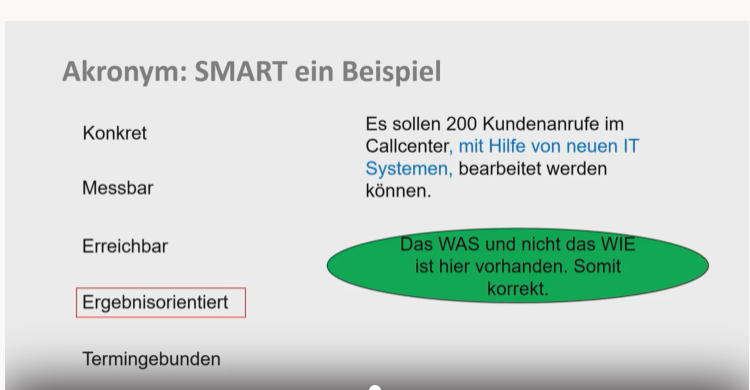 Akronym: SMART ein Beispiel
Konkret
Messbar
Erreichbar
Ergebnisorientiert
Termingebunden
Es sollen 200 Kundenanrufe im
Callcenter, mit Hilfe von neuen IT
Systemen, bearbeitet werden
können.
Das WAS und nicht das WIE
ist hier vorhanden. Somit
korrekt.